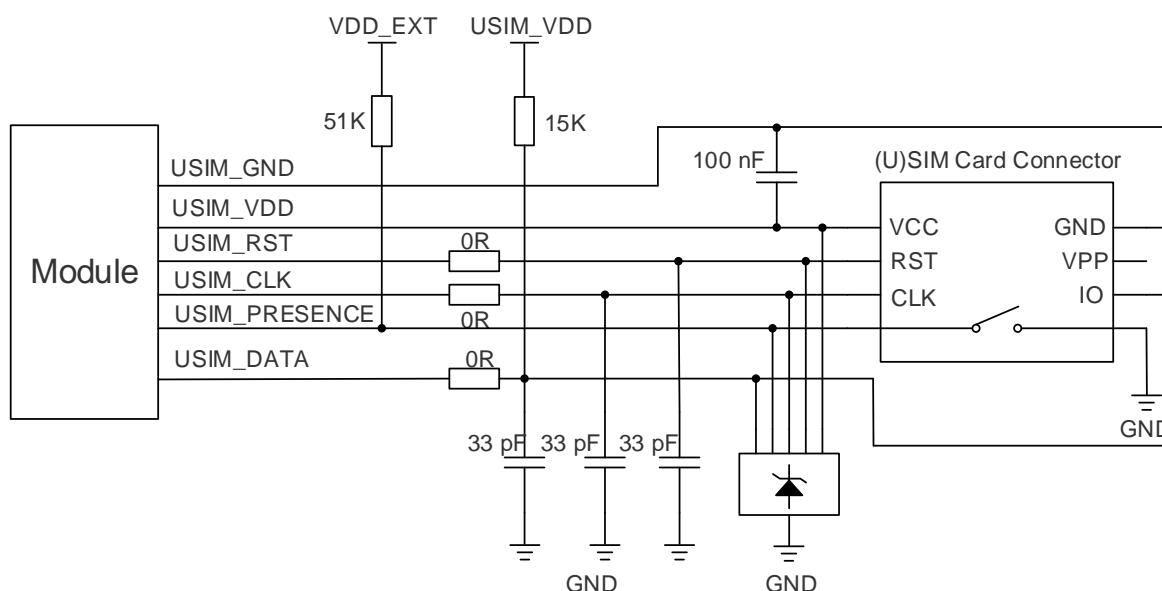 VDD_EXT USIM_VDD
51K 15K
100 nF (U)SIM Card Connector
USIM_GND
USIM_VDD
VCC GND
USIM_RST 0R
RST VPP
Module
USIM_CLK
CLK IO
USIM_PRESENCE 0R
USIM_DATA 0R
GND
33 pF 33 pF 33 pF
GND GND